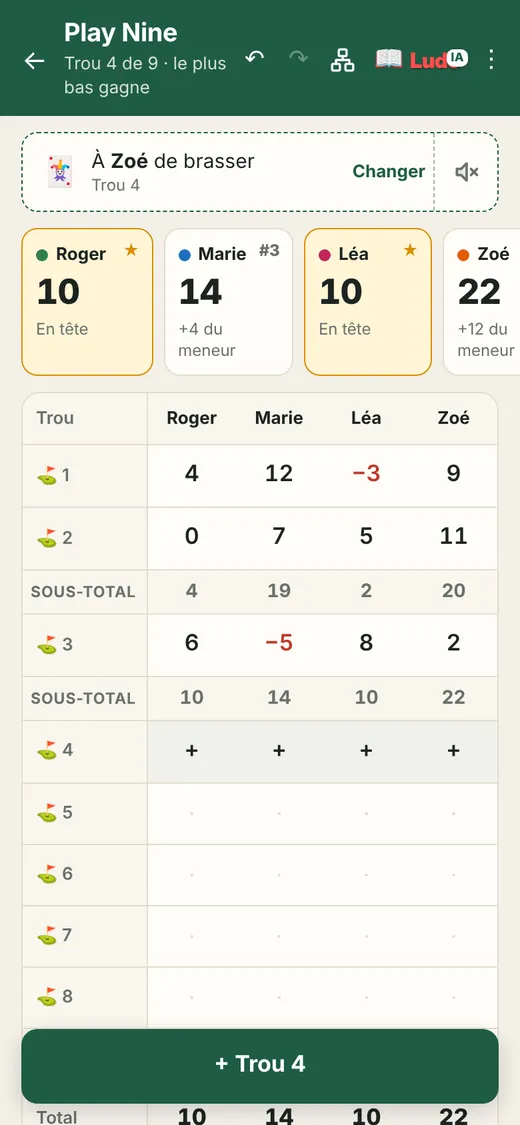 Play Nine
Trou 4 de 9 · le plus
bas gagne
IA
À Zoé de brasser
Trou 4
Changer
Roger
10
En tête
Marie #3
14
+4 du
meneur
Léa
10
En tête
Zoé
22
+12 du
meneur
Trou Roger Marie Léa Zoé
1 4 12 −3 9
2 0 7 5 11
SOUS-TOTAL 4 19 2 20
3 6 −5 8 2
SOUS-TOTAL 10 14 10 22
4 + + + +
5 · · · ·
6 · · · ·
7 · · · ·
8 · · · ·
+ Trou 4
Total 10 14 10 22